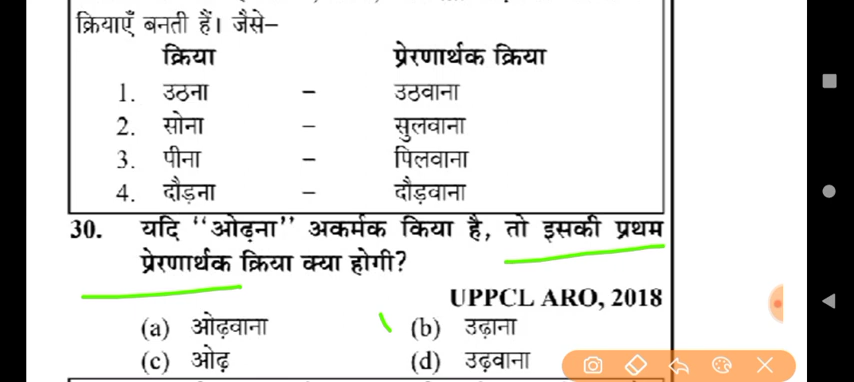 क्रियाएँ बनती हैं। जैसे–
क्रिया प्रेरणार्थक क्रिया
1. उठना – उठवाना
2. सोना – सुलवाना
3. पीना – पिलवाना
4. दौड़ना – दौड़वाना
30. यदि ‘‘ओढ़ना’’ अकर्मक किया है, तो इसकी प्रथम
प्रेरणार्थक क्रिया क्या होगी?
UPPCL ARO, 2018
(a) ओढ़वाना (b) उढ़ाना
(c) ओढ़ (d) उढ़वाना